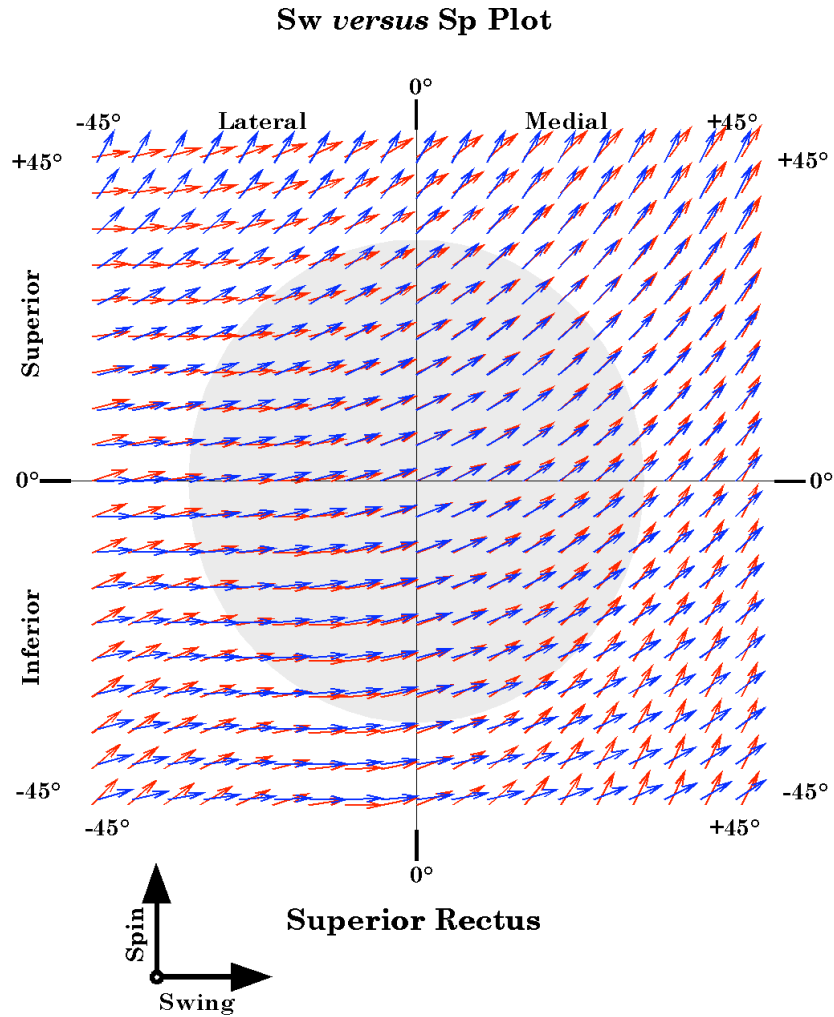 Sw versus Sp Plot
0°
-45° Lateral Medial +45°
+45° +45°
Superior
0° 0°
Inferior
-45° -45°
-45° +45°
0°
Superior Rectus
Spin
Swing